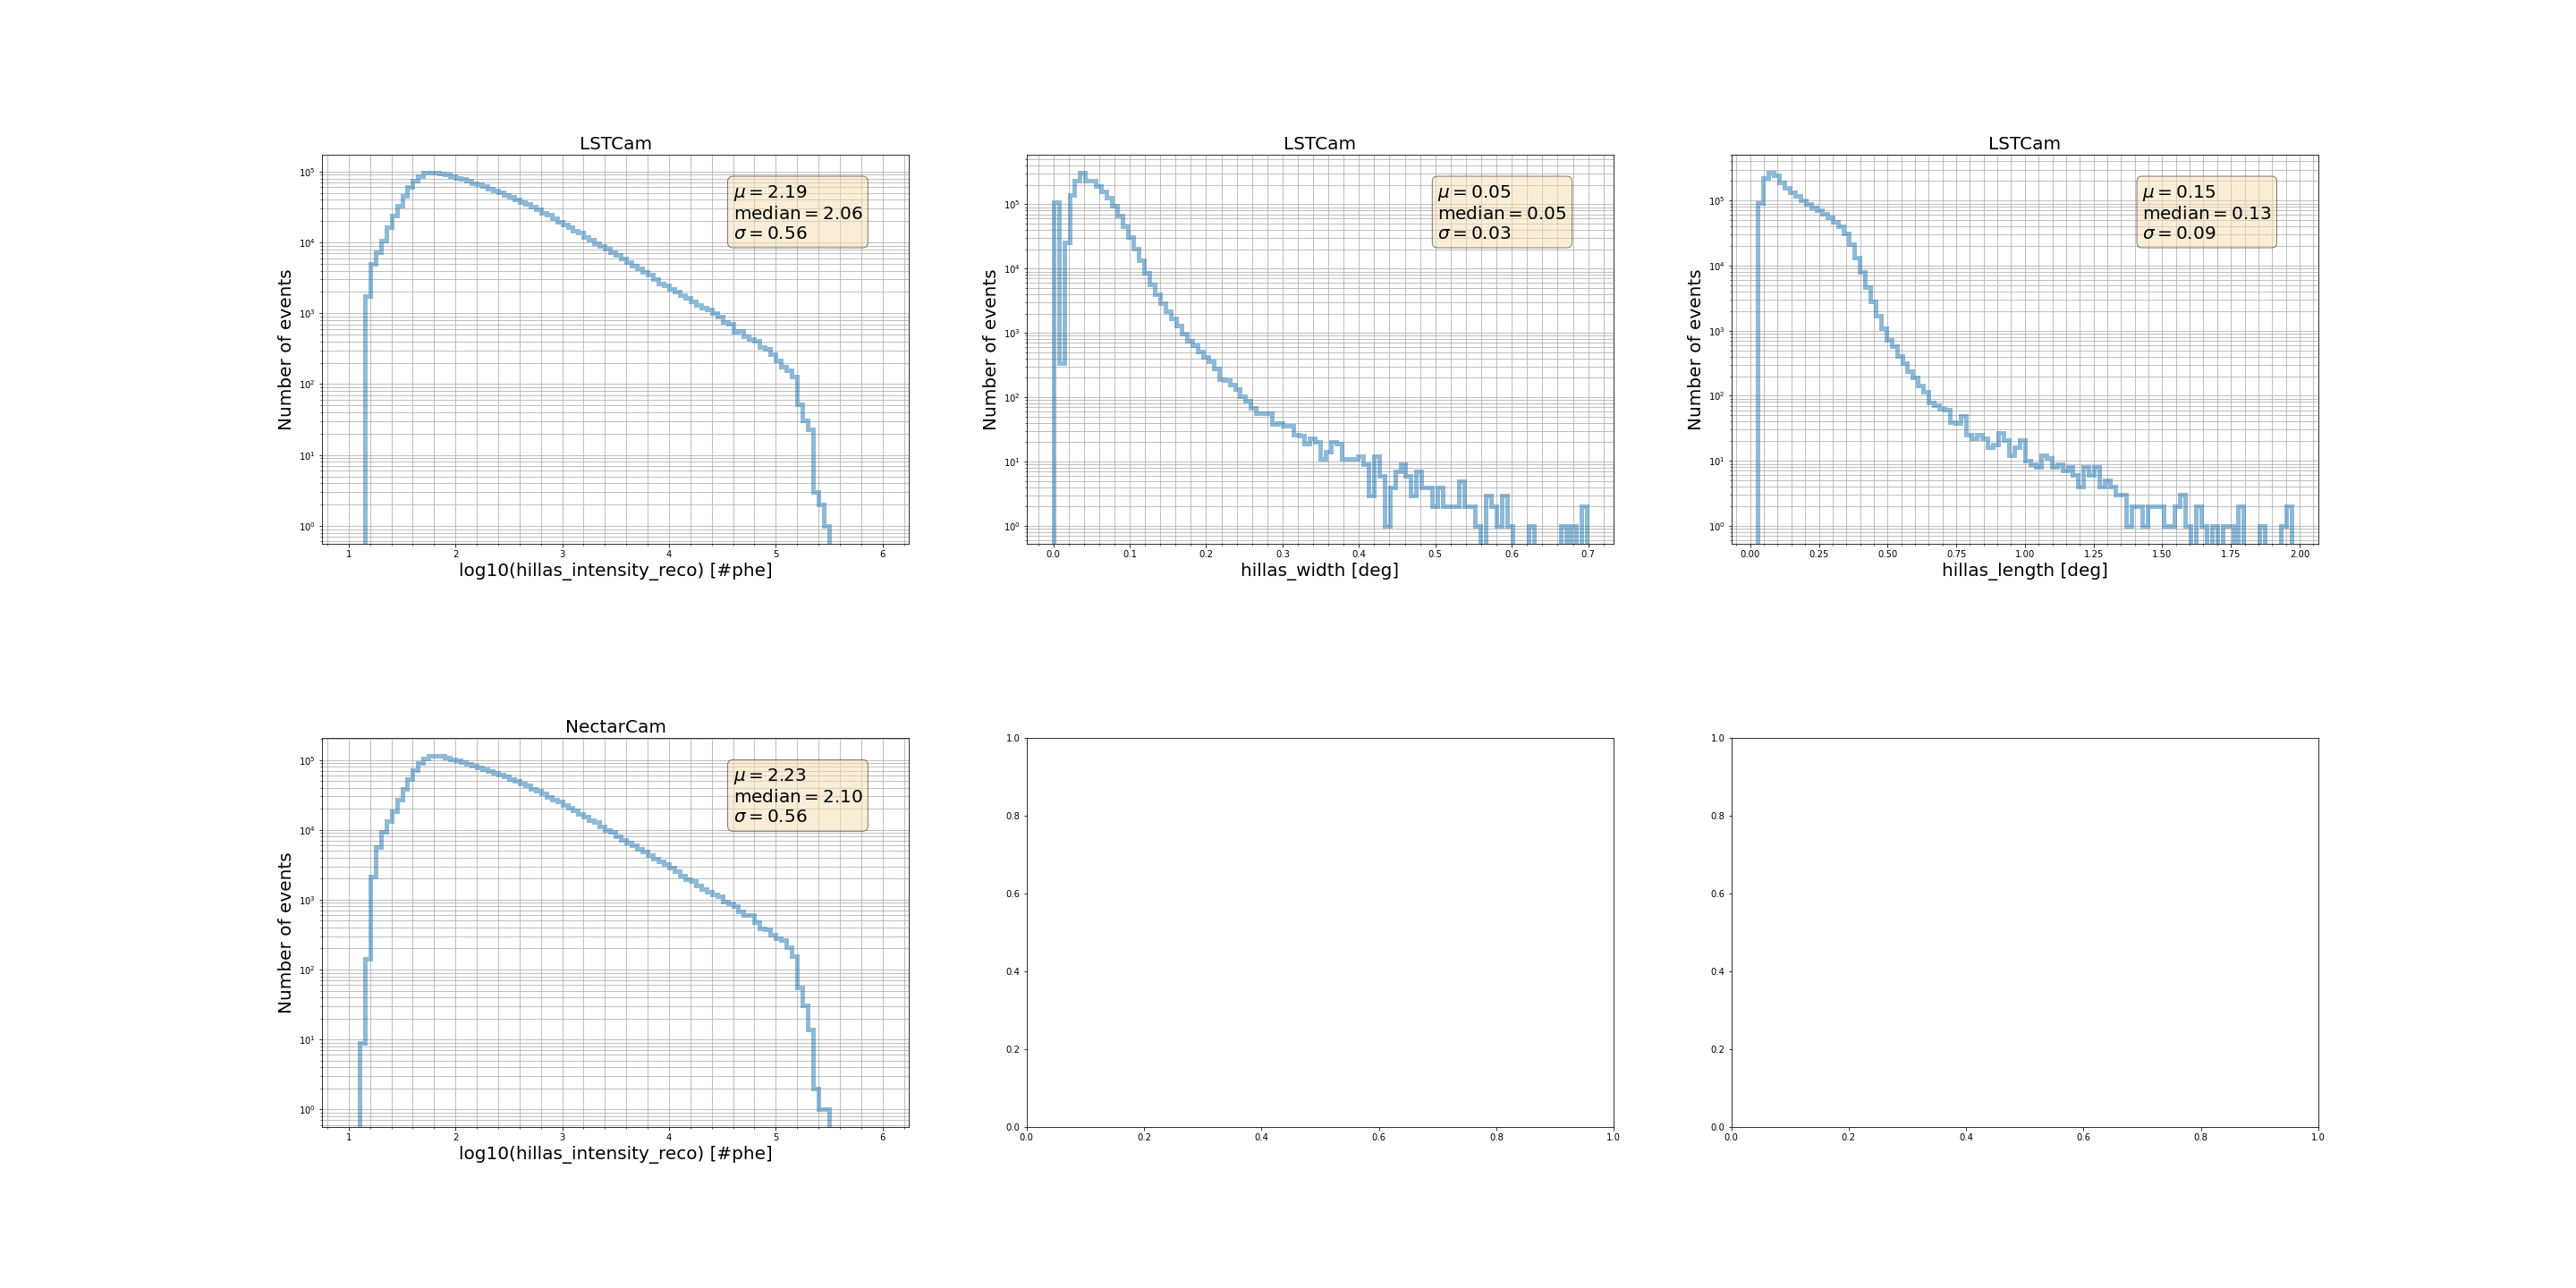 LSTCam
10⁵
10⁴
10³
10²
10¹
10⁰
Number of events
μ = 2.19
median = 2.06
σ = 0.56
1 2 3 4 5 6
log10(hillas_intensity_reco) [#phe]
LSTCam
10⁵
10⁴
10³
10²
10¹
10⁰
Number of events
μ = 0.05
median = 0.05
σ = 0.03
0.0 0.1 0.2 0.3 0.4 0.5 0.6 0.7
hillas_width [deg]
LSTCam
10⁵
10⁴
10³
10²
10¹
10⁰
Number of events
μ = 0.15
median = 0.13
σ = 0.09
0.00 0.25 0.50 0.75 1.00 1.25 1.50 1.75 2.00
hillas_length [deg]
NectarCam
10⁵
10⁴
10³
10²
10¹
10⁰
Number of events
μ = 2.23
median = 2.10
σ = 0.56
1 2 3 4 5 6
log10(hillas_intensity_reco) [#phe]
1.0
0.8
0.6
0.4
0.2
0.0
0.0 0.2 0.4 0.6 0.8 1.0
1.0
0.8
0.6
0.4
0.2
0.0
0.0 0.2 0.4 0.6 0.8 1.0